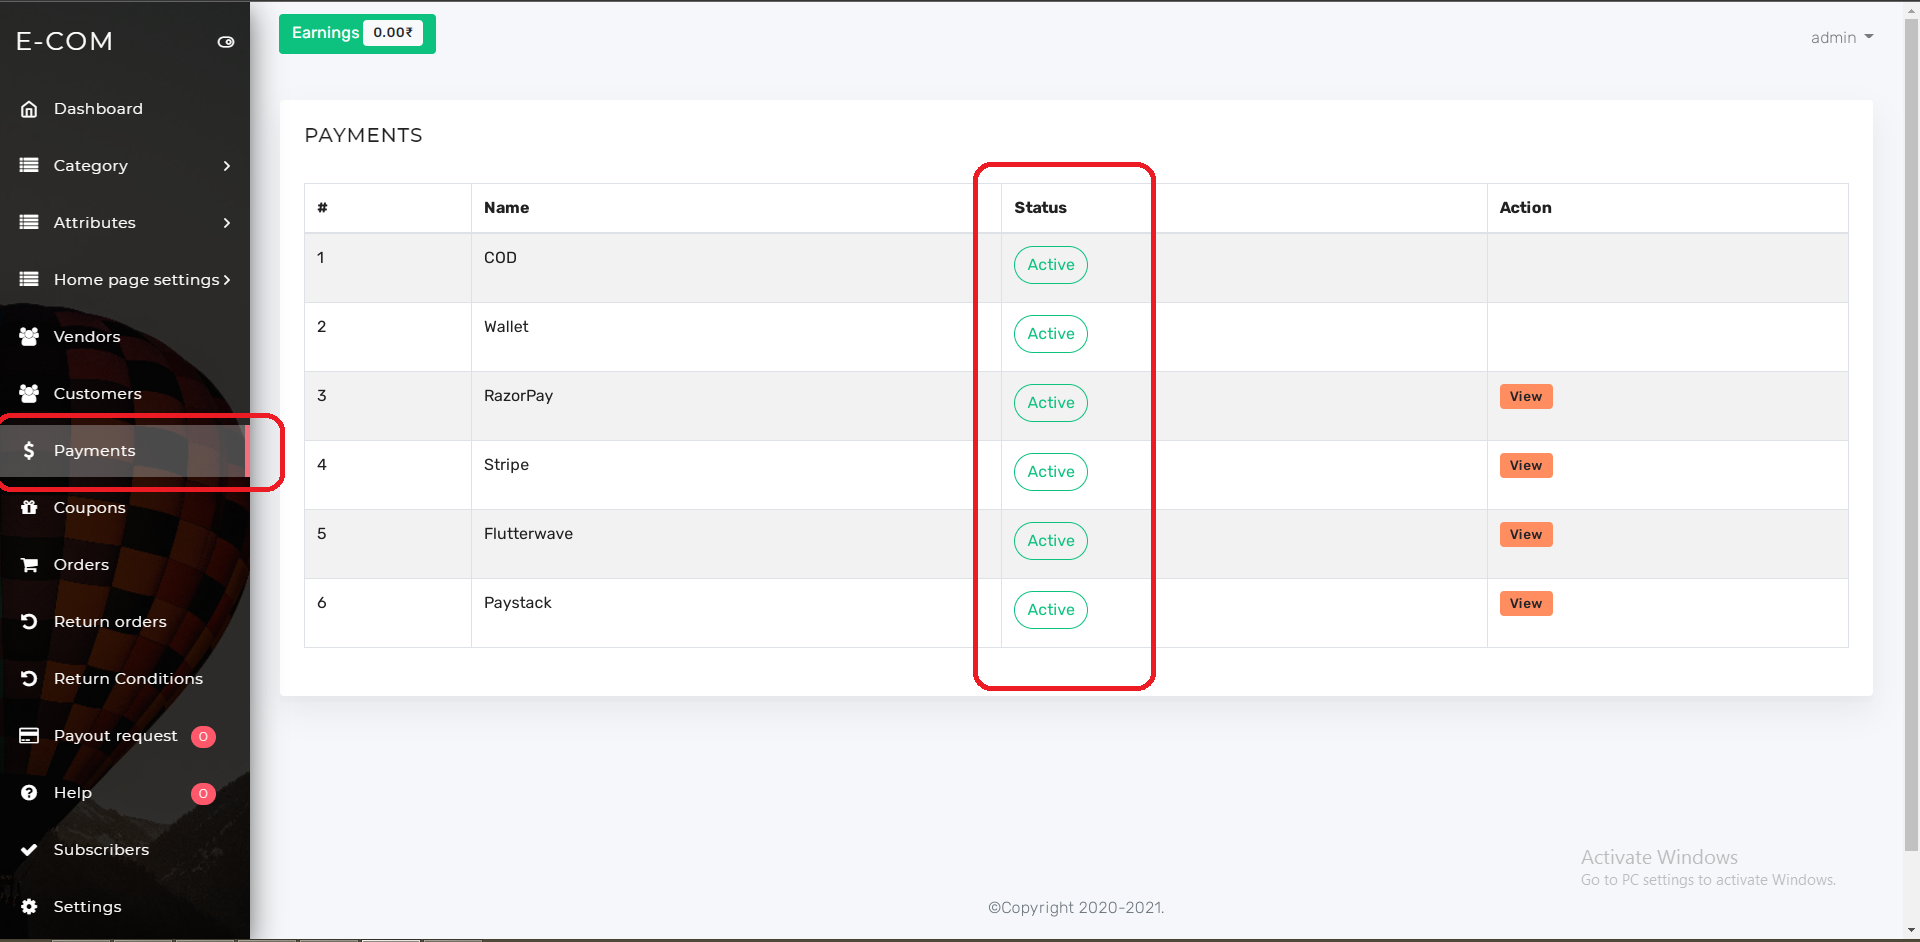 E-COM
Dashboard
Category
Attributes
Home page settings
Vendors
Customers
Payments
Coupons
Orders
Return orders
Return Conditions
Payout request 0
Help 0
Subscribers
Settings
Earnings 0.00₹
admin
PAYMENTS
# Name Status Action
1 COD Active
2 Wallet Active
3 RazorPay Active View
4 Stripe Active View
5 Flutterwave Active View
6 Paystack Active View
Activate Windows
Go to PC settings to activate Windows.
©Copyright 2020-2021.